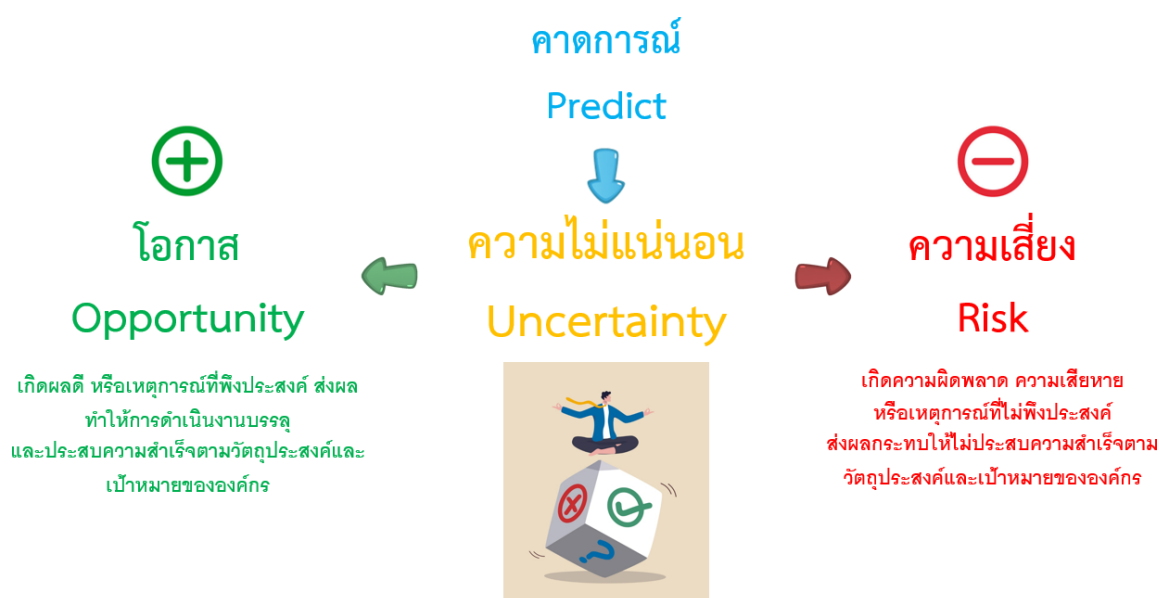 คาดการณ์
Predict
โอกาส
Opportunity
เกิดผลดี หรือเหตุการณ์ที่พึงประสงค์ ส่งผล
ทำให้การดำเนินงานบรรลุ
และประสบความสำเร็จตามวัตถุประสงค์และ
เป้าหมายขององค์กร
ความไม่แน่นอน
Uncertainty
ความเสี่ยง
Risk
เกิดความผิดพลาด ความเสียหาย
หรือเหตุการณ์ที่ไม่พึงประสงค์
ส่งผลกระทบให้ไม่ประสบความสำเร็จตาม
วัตถุประสงค์และเป้าหมายขององค์กร